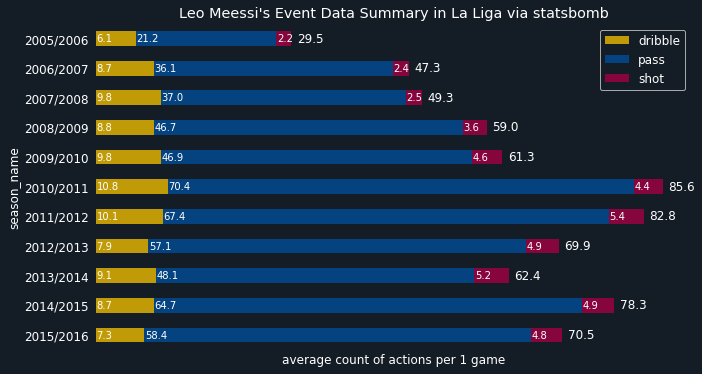 Leo Meessi's Event Data Summary in La Liga via statsbomb
dribble
pass
shot
season_name
2005/2006 6.1 21.2 2.2 29.5
2006/2007 8.7 36.1 2.4 47.3
2007/2008 9.8 37.0 2.5 49.3
2008/2009 8.8 46.7 3.6 59.0
2009/2010 9.8 46.9 4.6 61.3
2010/2011 10.8 70.4 4.4 85.6
2011/2012 10.1 67.4 5.4 82.8
2012/2013 7.9 57.1 4.9 69.9
2013/2014 9.1 48.1 5.2 62.4
2014/2015 8.7 64.7 4.9 78.3
2015/2016 7.3 58.4 4.8 70.5
average count of actions per 1 game